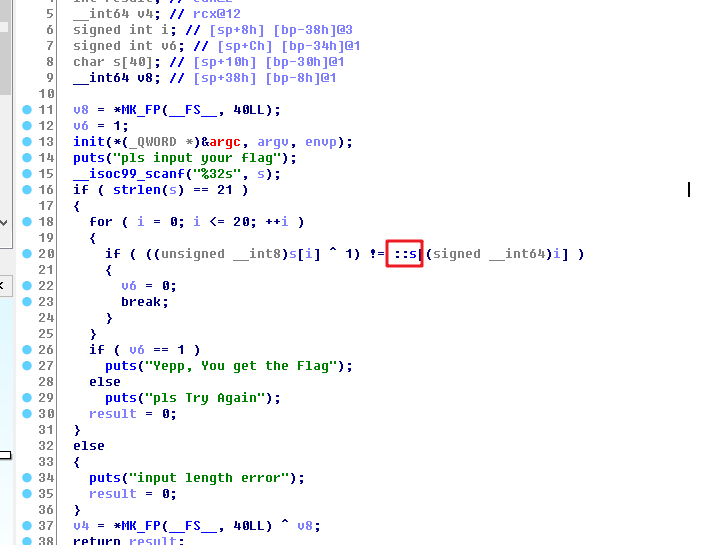 5 __int64 v4; // rcx@12
6 signed int i; // [sp+8h] [bp-38h]@3
7 signed int v6; // [sp+Ch] [bp-34h]@1
8 char s[40]; // [sp+10h] [bp-30h]@1
9 __int64 v8; // [sp+38h] [bp-8h]@1
10
11 v8 = *MK_FP(__FS__, 40LL);
12 v6 = 1;
13 init(*(_QWORD *)&argc, argv, envp);
14 puts("pls input your flag");
15 __isoc99_scanf("%32s", s);
16 if ( strlen(s) == 21 )
17 {
18 for ( i = 0; i <= 20; ++i )
19 {
20 if ( ((unsigned __int8)s[i] ^ 1) != ::s[(signed __int64)i] )
21 {
22 v6 = 0;
23 break;
24 }
25 }
26 if ( v6 == 1 )
27 puts("Yepp, You get the Flag");
28 else
29 puts("pls Try Again");
30 result = 0;
31 }
32 else
33 {
34 puts("input length error");
35 result = 0;
36 }
37 v4 = *MK_FP(__FS__, 40LL) ^ v8;
38 return result;